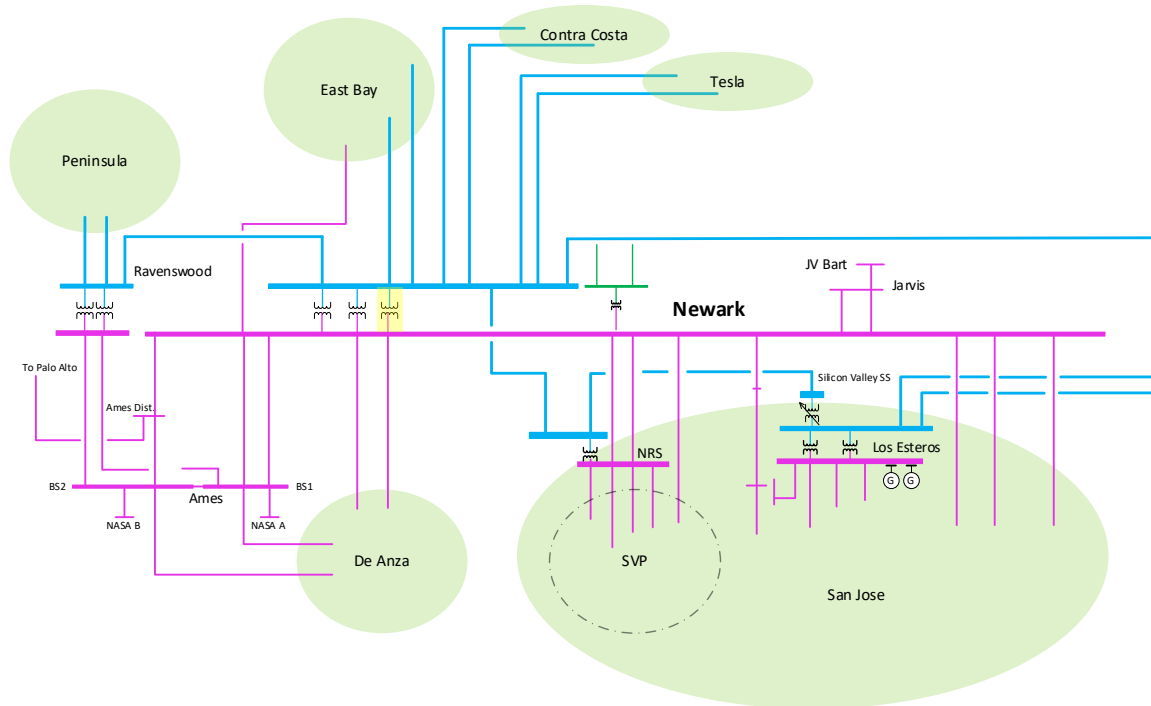 Contra Costa
Tesla
East Bay
Peninsula
Ravenswood
JV Bart
Jarvis
Newark
To Palo Alto
Silicon Valley SS
Ames Dist.
Los Esteros
NRS
G
G
BS2
Ames
BS1
NASA B
NASA A
De Anza
SVP
San Jose